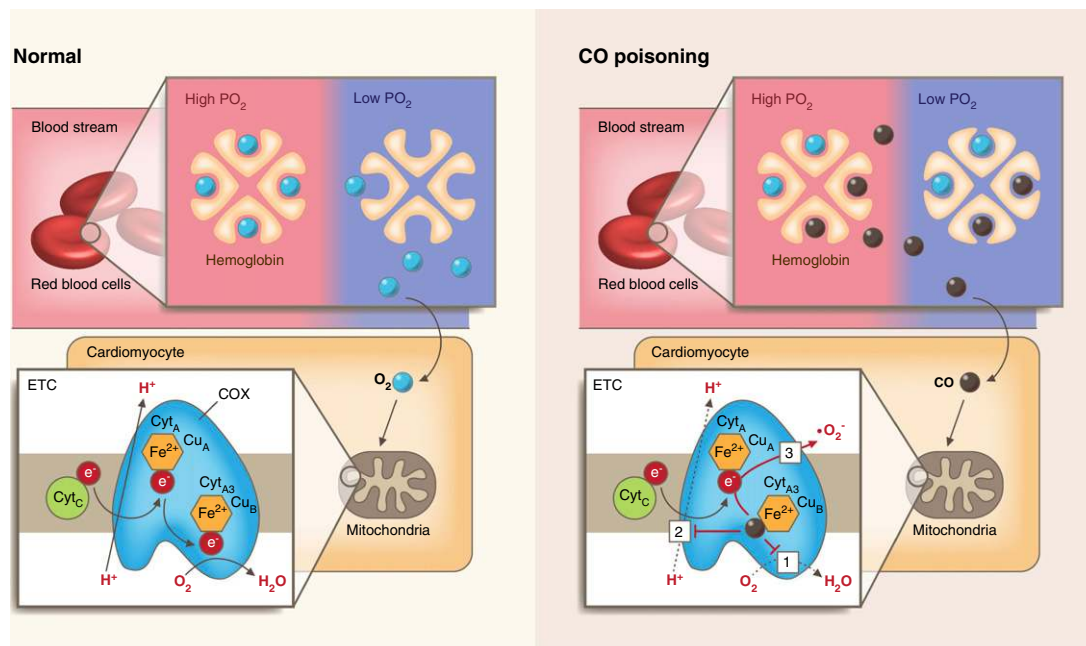 Normal
High PO2
Low PO2
Blood stream
Hemoglobin
Red blood cells
Cardiomyocyte
ETC
H+
COX
O2
CytA
CuA
Fe2+
e-
e-
CytC
CytA3
CuB
Fe2+
e-
Mitochondria
H+
O2
H2O
CO poisoning
High PO2
Low PO2
Blood stream
Hemoglobin
Red blood cells
Cardiomyocyte
ETC
H+
CO
CytA
•O2-
CuA
Fe2+
3
e-
e-
CytC
CytA3
CuB
Fe2+
2
Mitochondria
1
H+
O2
H2O